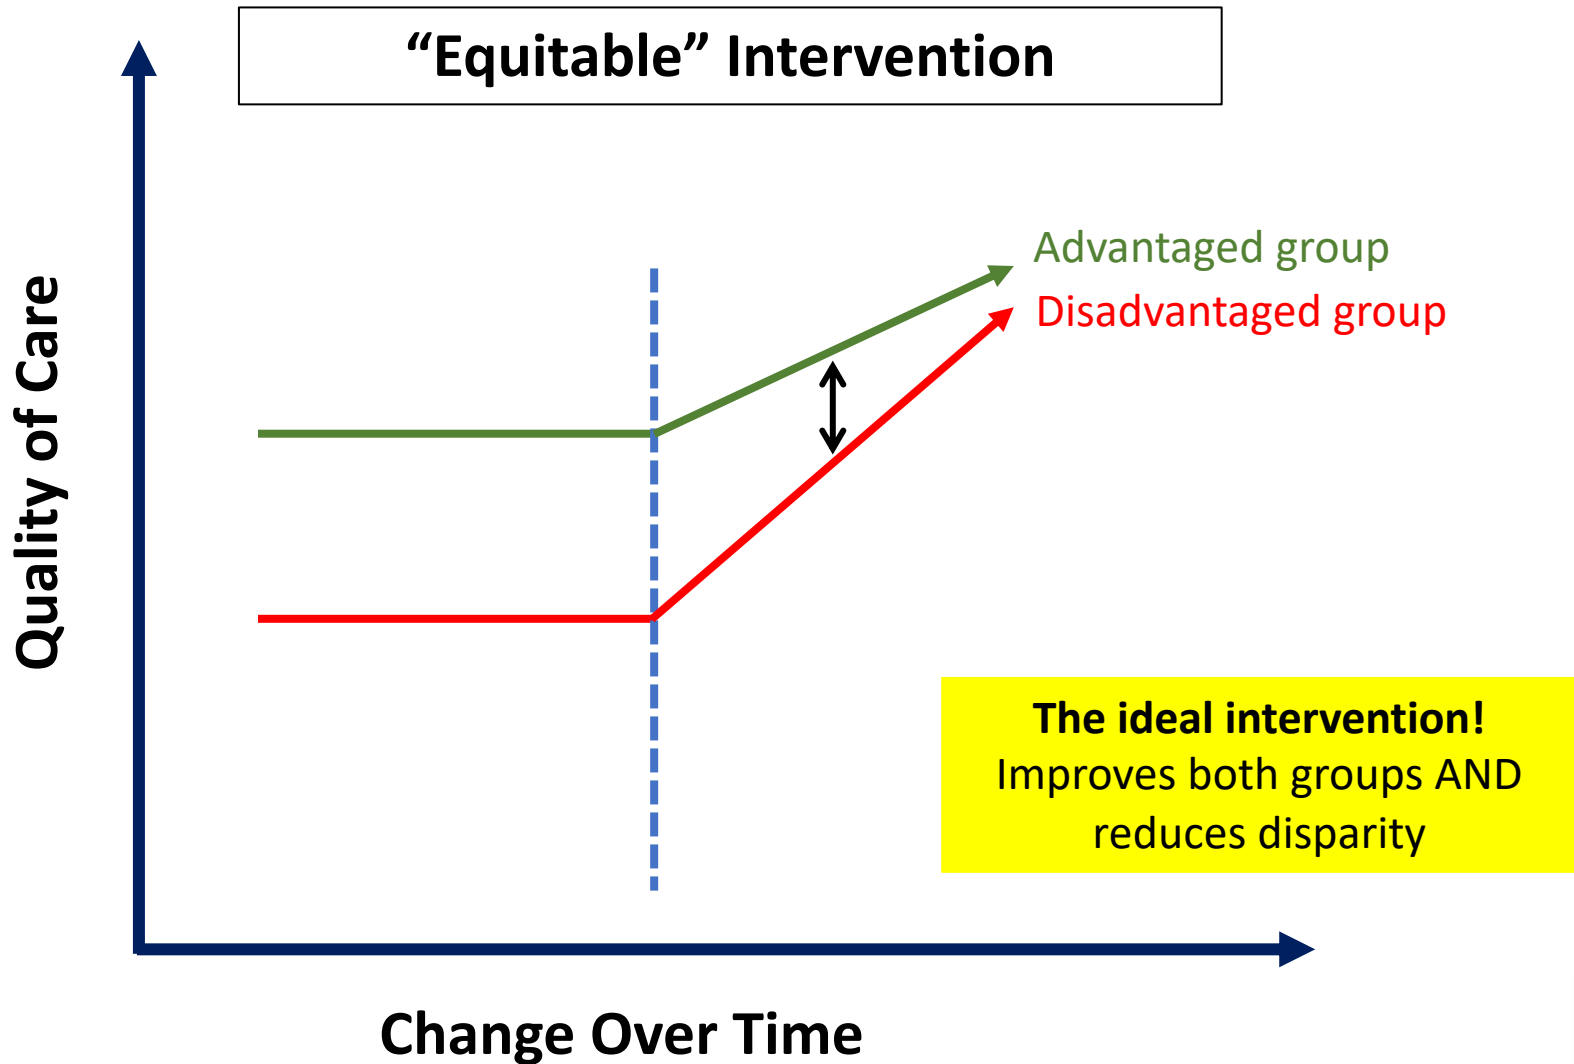 “Equitable” Intervention
Quality of Care
Advantaged group
Disadvantaged group
The ideal intervention!
Improves both groups AND
reduces disparity
Change Over Time